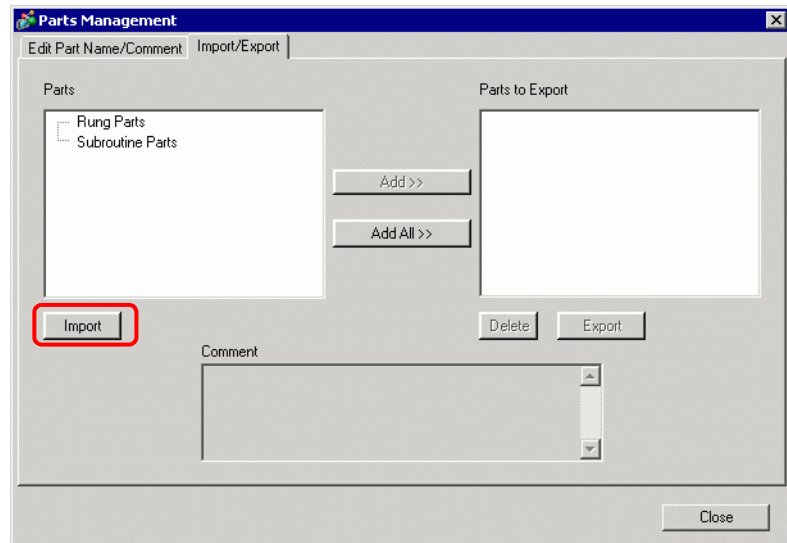 Parts Management
Edit Part Name/Comment Import/Export
Parts
Parts to Export
Rung Parts
Subroutine Parts
Add >>
Add All >>
Import
Delete Export
Comment
Close